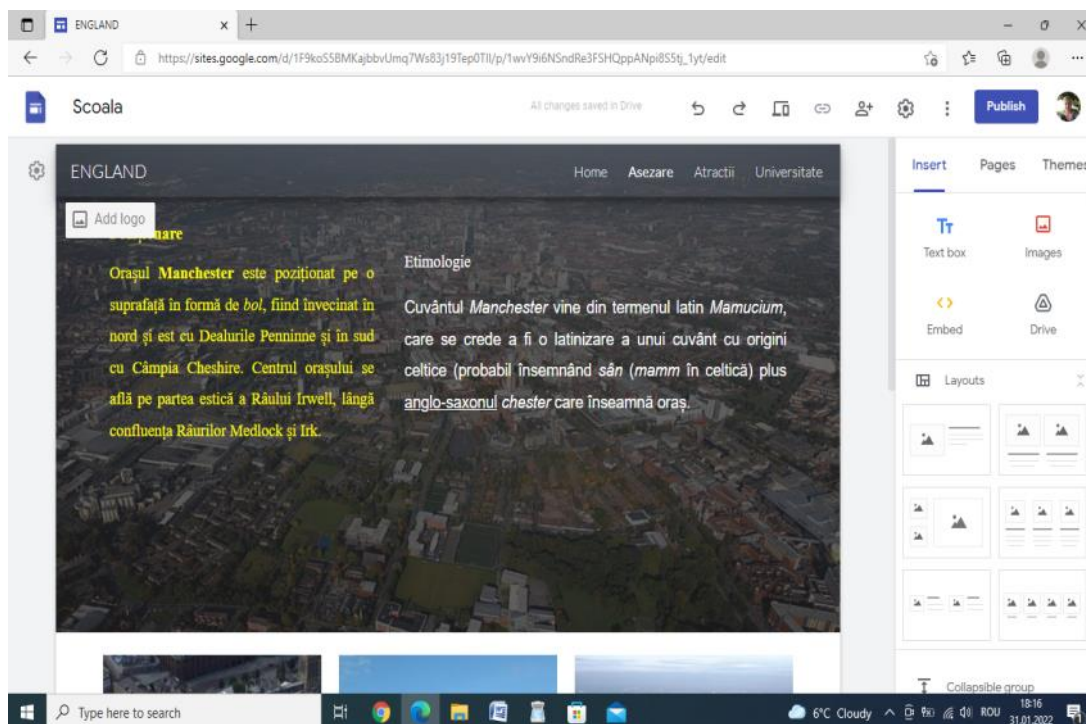 ENGLAND
https://sites.google.com/d/1F9koS5BMKajbbvUmq7Ws83j19Tep0TIl/p/1wvY9i6NSndRe3FSHQppANpi8S5tj_1yt/edit
Scoala
All changes saved in Drive
Publish
ENGLAND
Home Asezare Atractii Universitate
Insert Pages Themes
Add logo
Orașul Manchester este poziționat pe o
suprafață în formă de bol, fiind învecinat în
nord și est cu Dealurile Penninne și în sud
cu Câmpia Cheshire. Centrul orașului se
află pe partea estică a Râului Irwell, lângă
confluența Râurilor Medlock și Irk.
Etimologie
Cuvântul Manchester vine din termenul latin Mamucium,
care se crede a fi o latinizare a unui cuvânt cu origini
celtice (probabil însemnând sân (mamm în celtică) plus
anglo-saxonul chester care înseamnă oraș.
Text box Images
Embed Drive
Layouts
Collapsible group
Type here to search
6°C Cloudy
ROU
18:16
31.01.2022